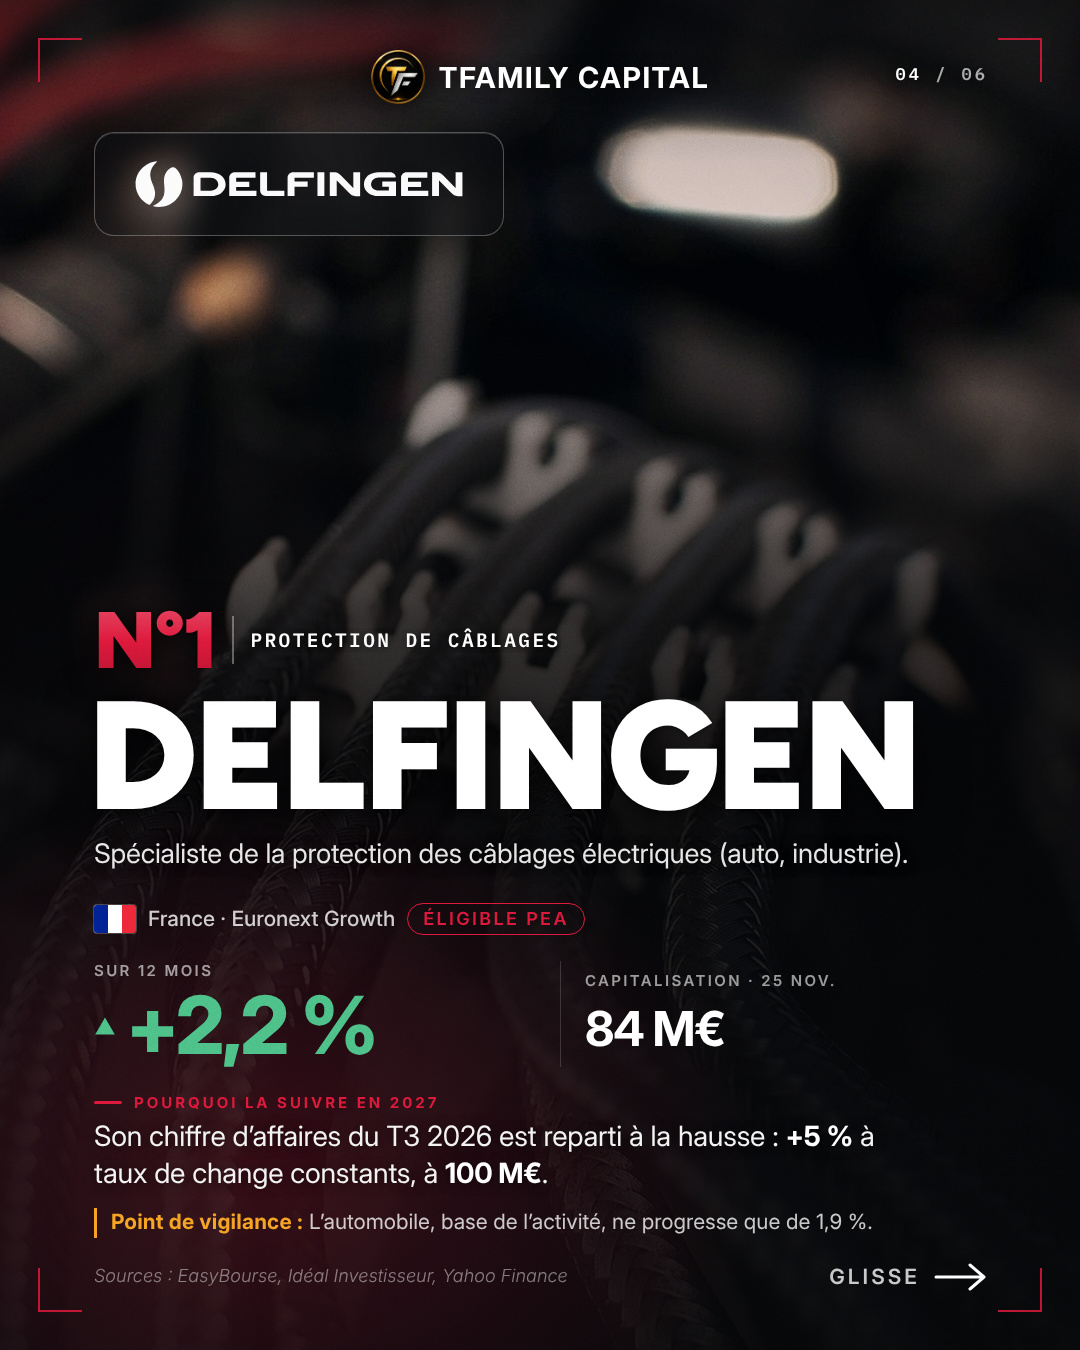 TF TFAMILY CAPITAL
04 / 06
DELFINGEN
N°1
PROTECTION DE CÂBLAGES
DELFINGEN
Spécialiste de la protection des câblages électriques (auto, industrie).
France · Euronext Growth
ÉLIGIBLE PEA
SUR 12 MOIS
+2,2 %
CAPITALISATION · 25 NOV.
84 M€
POURQUOI LA SUIVRE EN 2027
Son chiffre d’affaires du T3 2026 est reparti à la hausse : +5 % à
taux de change constants, à 100 M€.
Point de vigilance : L’automobile, base de l’activité, ne progresse que de 1,9 %.
Sources : EasyBourse, Idéal Investisseur, Yahoo Finance
GLISSE